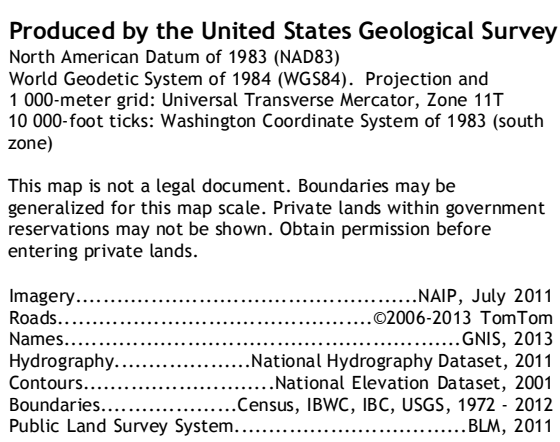 Produced by the United States Geological Survey
North American Datum of 1983 (NAD83)
World Geodetic System of 1984 (WGS84).  Projection and
1 000-meter grid: Universal Transverse Mercator, Zone 11T
10 000-foot ticks: Washington Coordinate System of 1983 (south
zone)
This map is not a legal document. Boundaries may be
generalized for this map scale. Private lands within government
reservations may not be shown. Obtain permission before
entering private lands.
Imagery..................................................NAIP, July 2011
Roads..............................................©2006-2013 TomTom
Names..........................................................GNIS, 2013
Hydrography....................National Hydrography Dataset, 2011
Contours............................National Elevation Dataset, 2001
Boundaries....................Census, IBWC, IBC, USGS, 1972 - 2012
Public Land Survey System..................................BLM, 2011